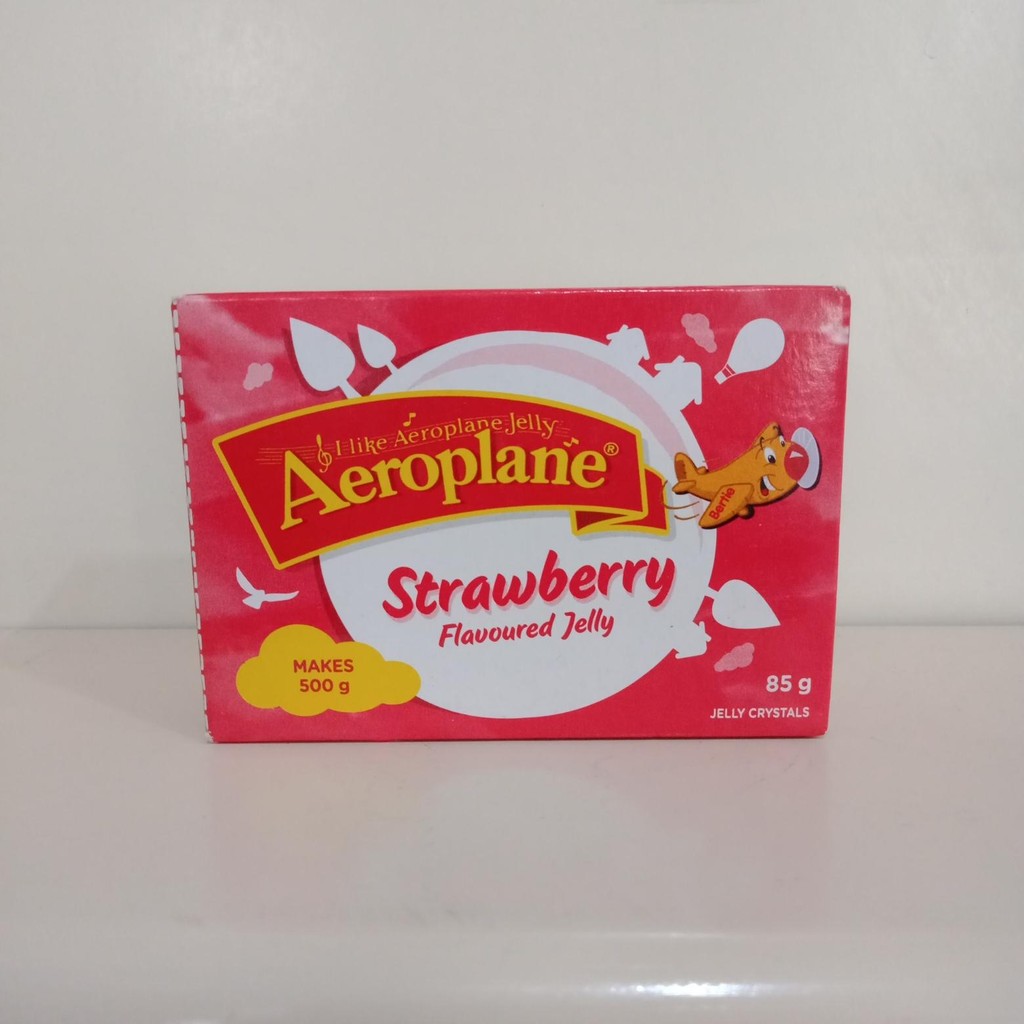 I like Aeroplane Jelly
Aeroplane®
Bertie
Strawberry
Flavoured Jelly
MAKES
500 g
85 g
JELLY CRYSTALS